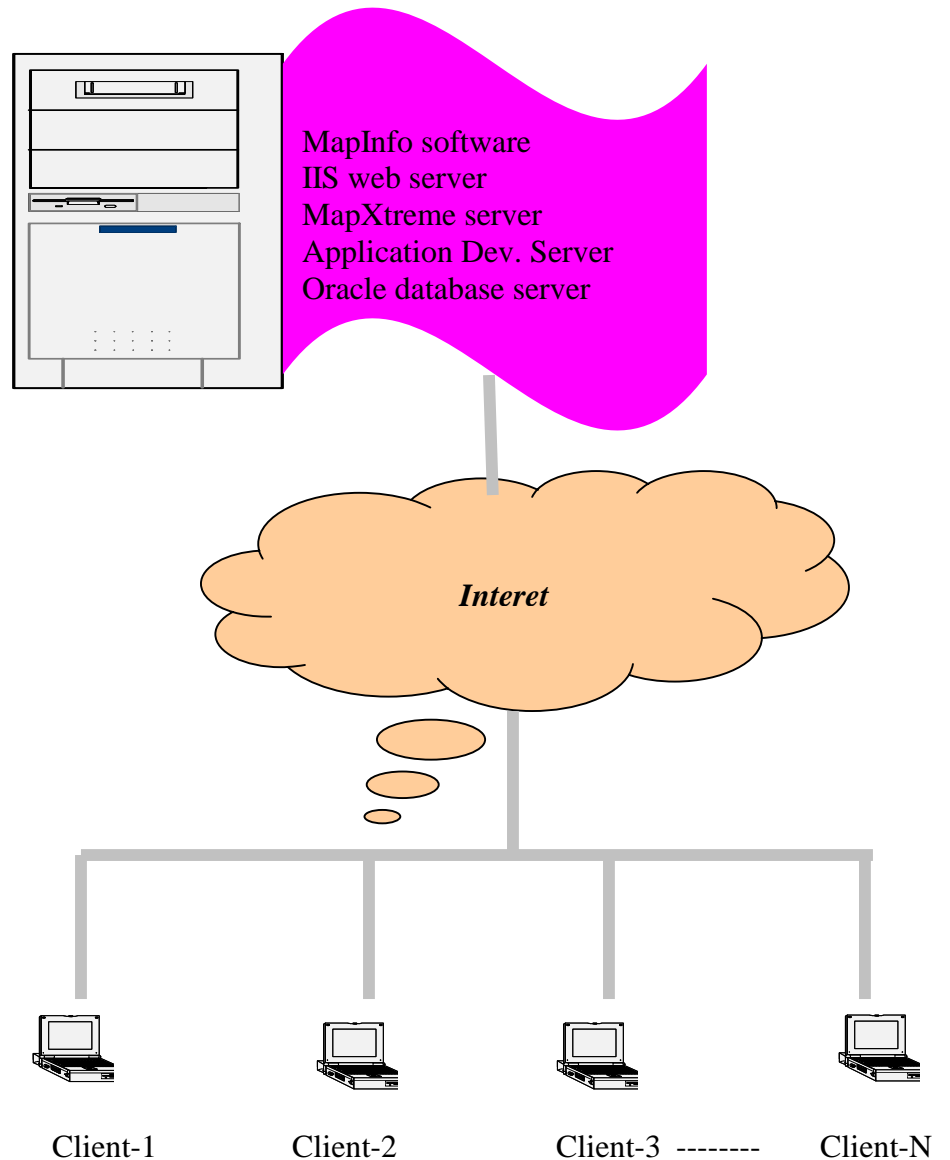 MapInfo software
IIS web server
MapXtreme server
Application Dev. Server
Oracle database server
Interet
Client-1 Client-2 Client-3 -------- Client-N